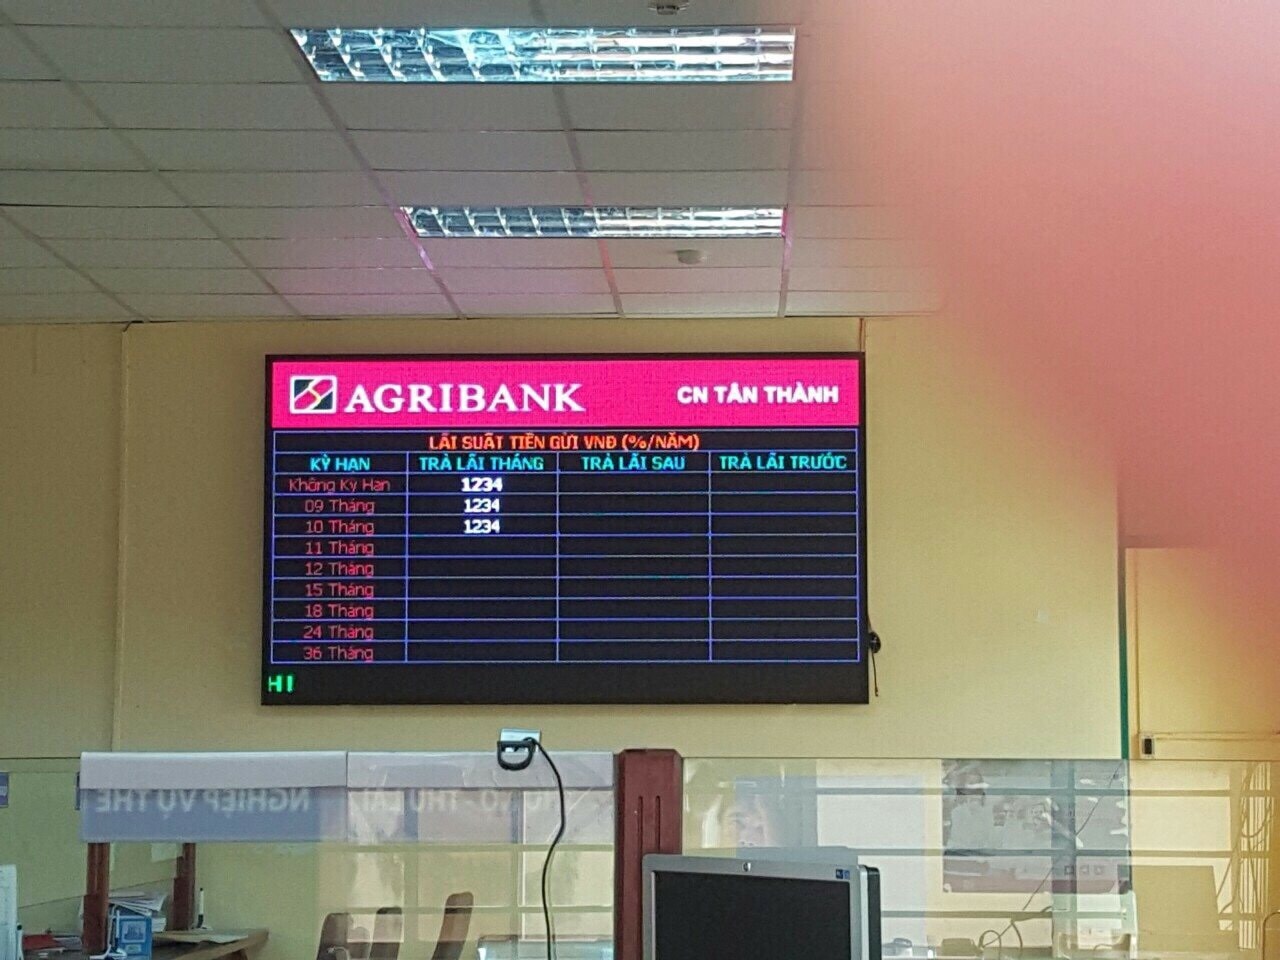 AGRIBANK CN TÂN THÀNH
LÃI SUẤT TIỀN GỬI VNĐ (%/NĂM)
KỲ HẠN TRẢ LÃI THÁNG TRẢ LÃI SAU TRẢ LÃI TRƯỚC
Không Kỳ Hạn 1234
09 Tháng 1234
10 Tháng 1234
11 Tháng
12 Tháng
15 Tháng
18 Tháng
24 Tháng
36 Tháng
HI
NGHIỆP VỤ THẺ